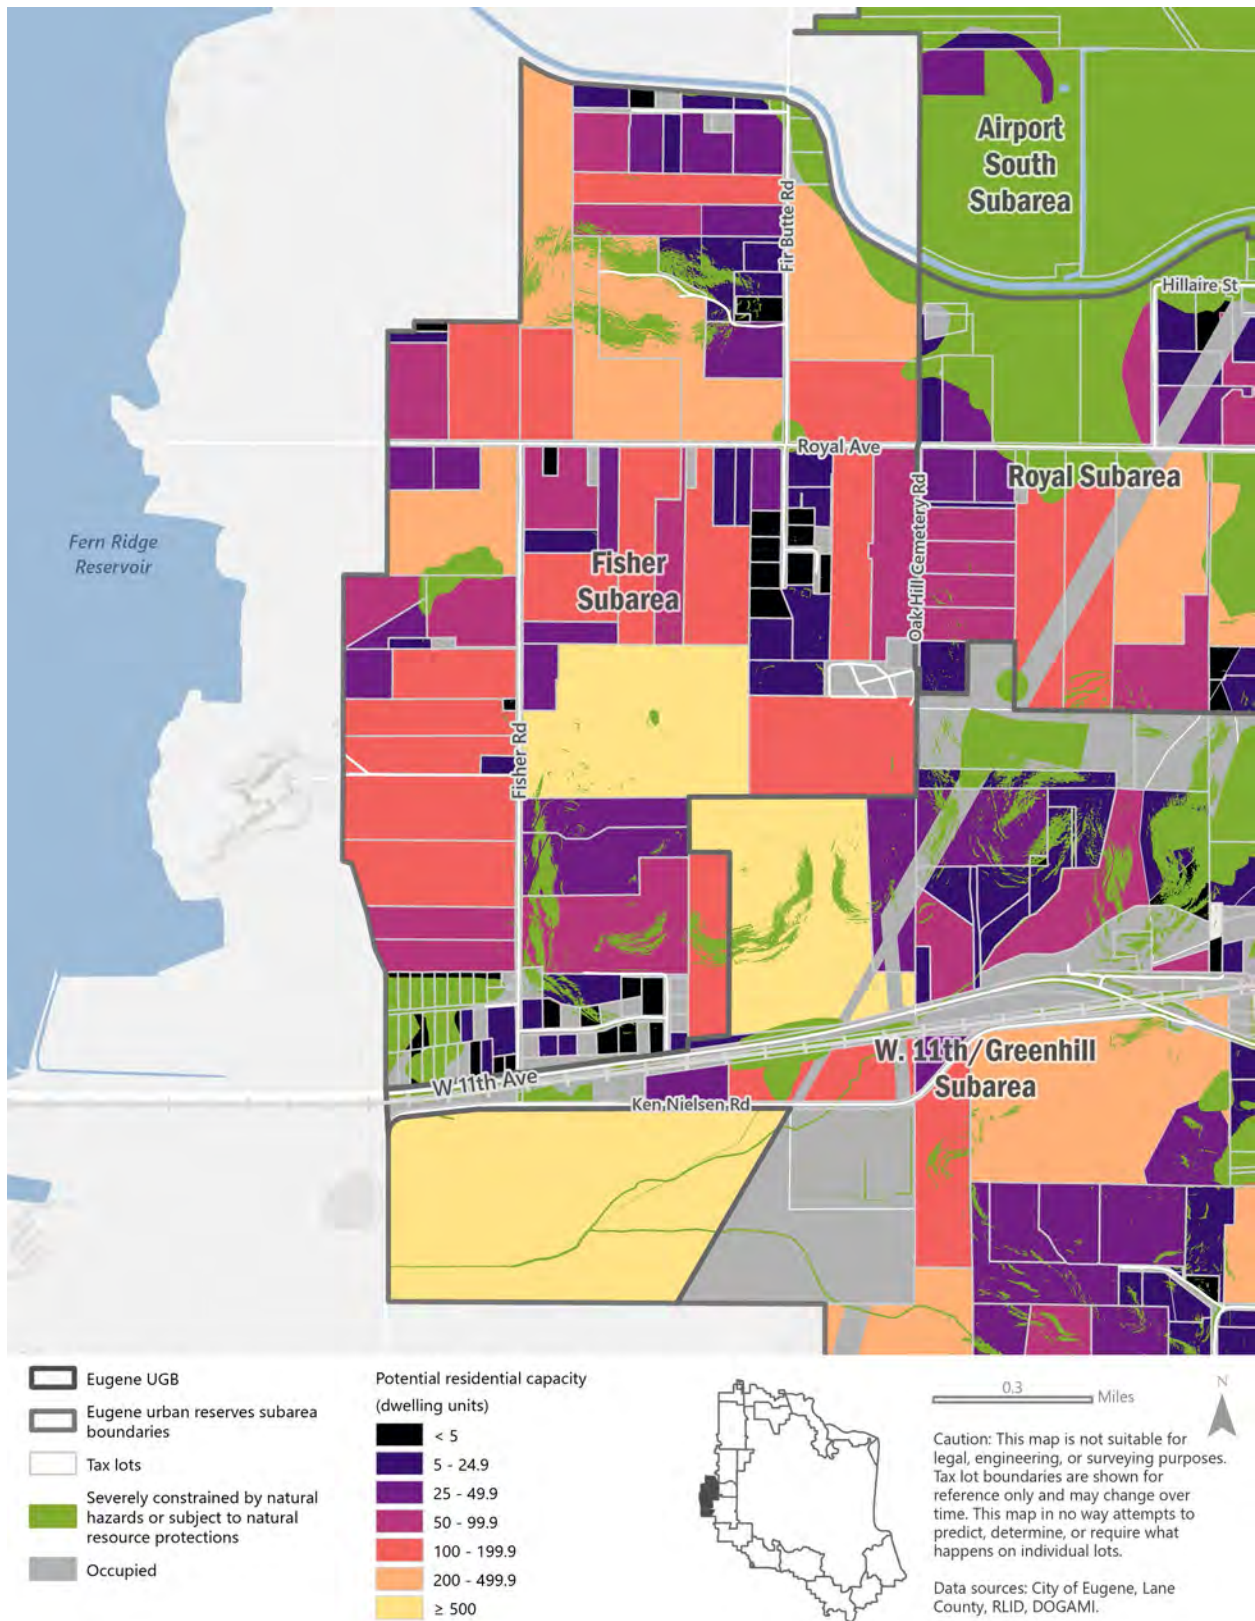 Airport
South
Subarea
Fir Butte Rd
Hillaire St
Royal Ave
Royal Subarea
Oak Hill Cemetery Rd
Fern Ridge
Reservoir
Fisher
Subarea
Fisher Rd
W. 11th/Greenhill
Subarea
W 11th Ave
Ken Nielsen Rd
Eugene UGB
Eugene urban reserves subarea
boundaries
Tax lots
Severely constrained by natural
hazards or subject to natural
resource protections
Occupied
Potential residential capacity
(dwelling units)
< 5
5 - 24.9
25 - 49.9
50 - 99.9
100 - 199.9
200 - 499.9
≥ 500
0.3
Miles
N
Caution: This map is not suitable for
legal, engineering, or surveying purposes.
Tax lot boundaries are shown for
reference only and may change over
time. This map in no way attempts to
predict, determine, or require what
happens on individual lots.
Data sources: City of Eugene, Lane
County, RLID, DOGAMI.